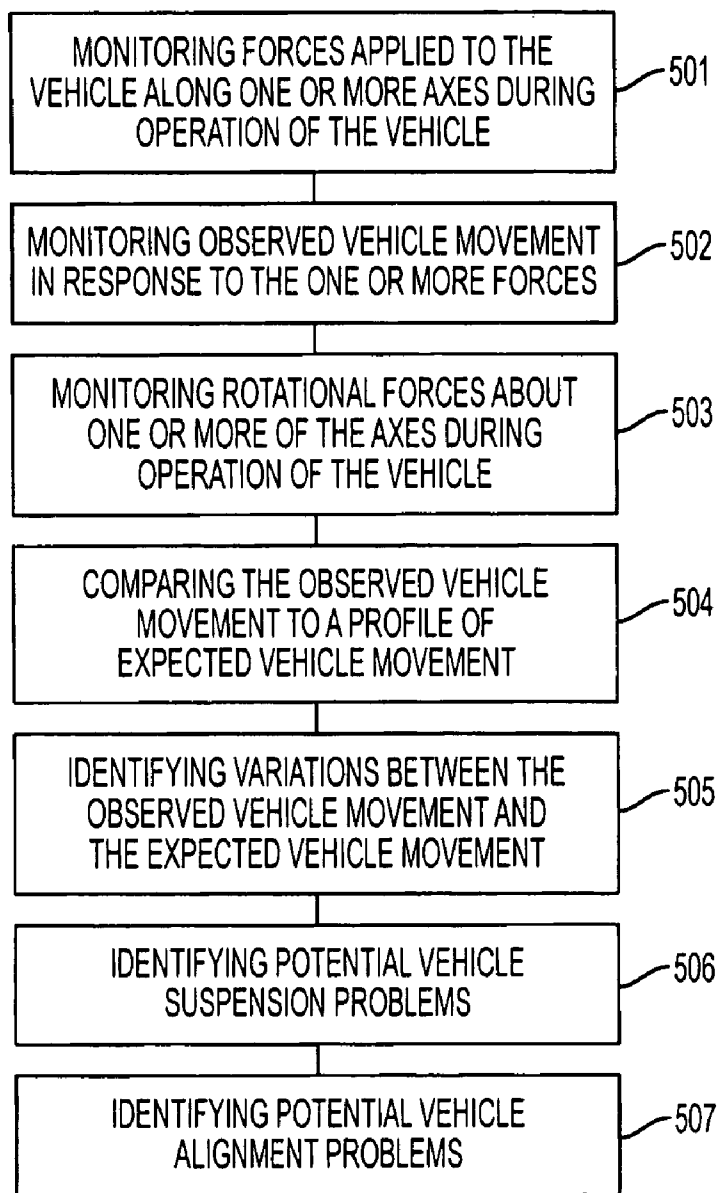 MONITORING FORCES APPLIED TO THE
VEHICLE ALONG ONE OR MORE AXES DURING
OPERATION OF THE VEHICLE
501
MONITORING OBSERVED VEHICLE MOVEMENT
IN RESPONSE TO THE ONE OR MORE FORCES
502
MONITORING ROTATIONAL FORCES ABOUT
ONE OR MORE OF THE AXES DURING
OPERATION OF THE VEHICLE
503
COMPARING THE OBSERVED VEHICLE
MOVEMENT TO A PROFILE OF
EXPECTED VEHICLE MOVEMENT
504
IDENTIFYING VARIATIONS BETWEEN THE
OBSERVED VEHICLE MOVEMENT AND
THE EXPECTED VEHICLE MOVEMENT
505
IDENTIFYING POTENTIAL VEHICLE
SUSPENSION PROBLEMS
506
IDENTIFYING POTENTIAL VEHICLE
ALIGNMENT PROBLEMS
507